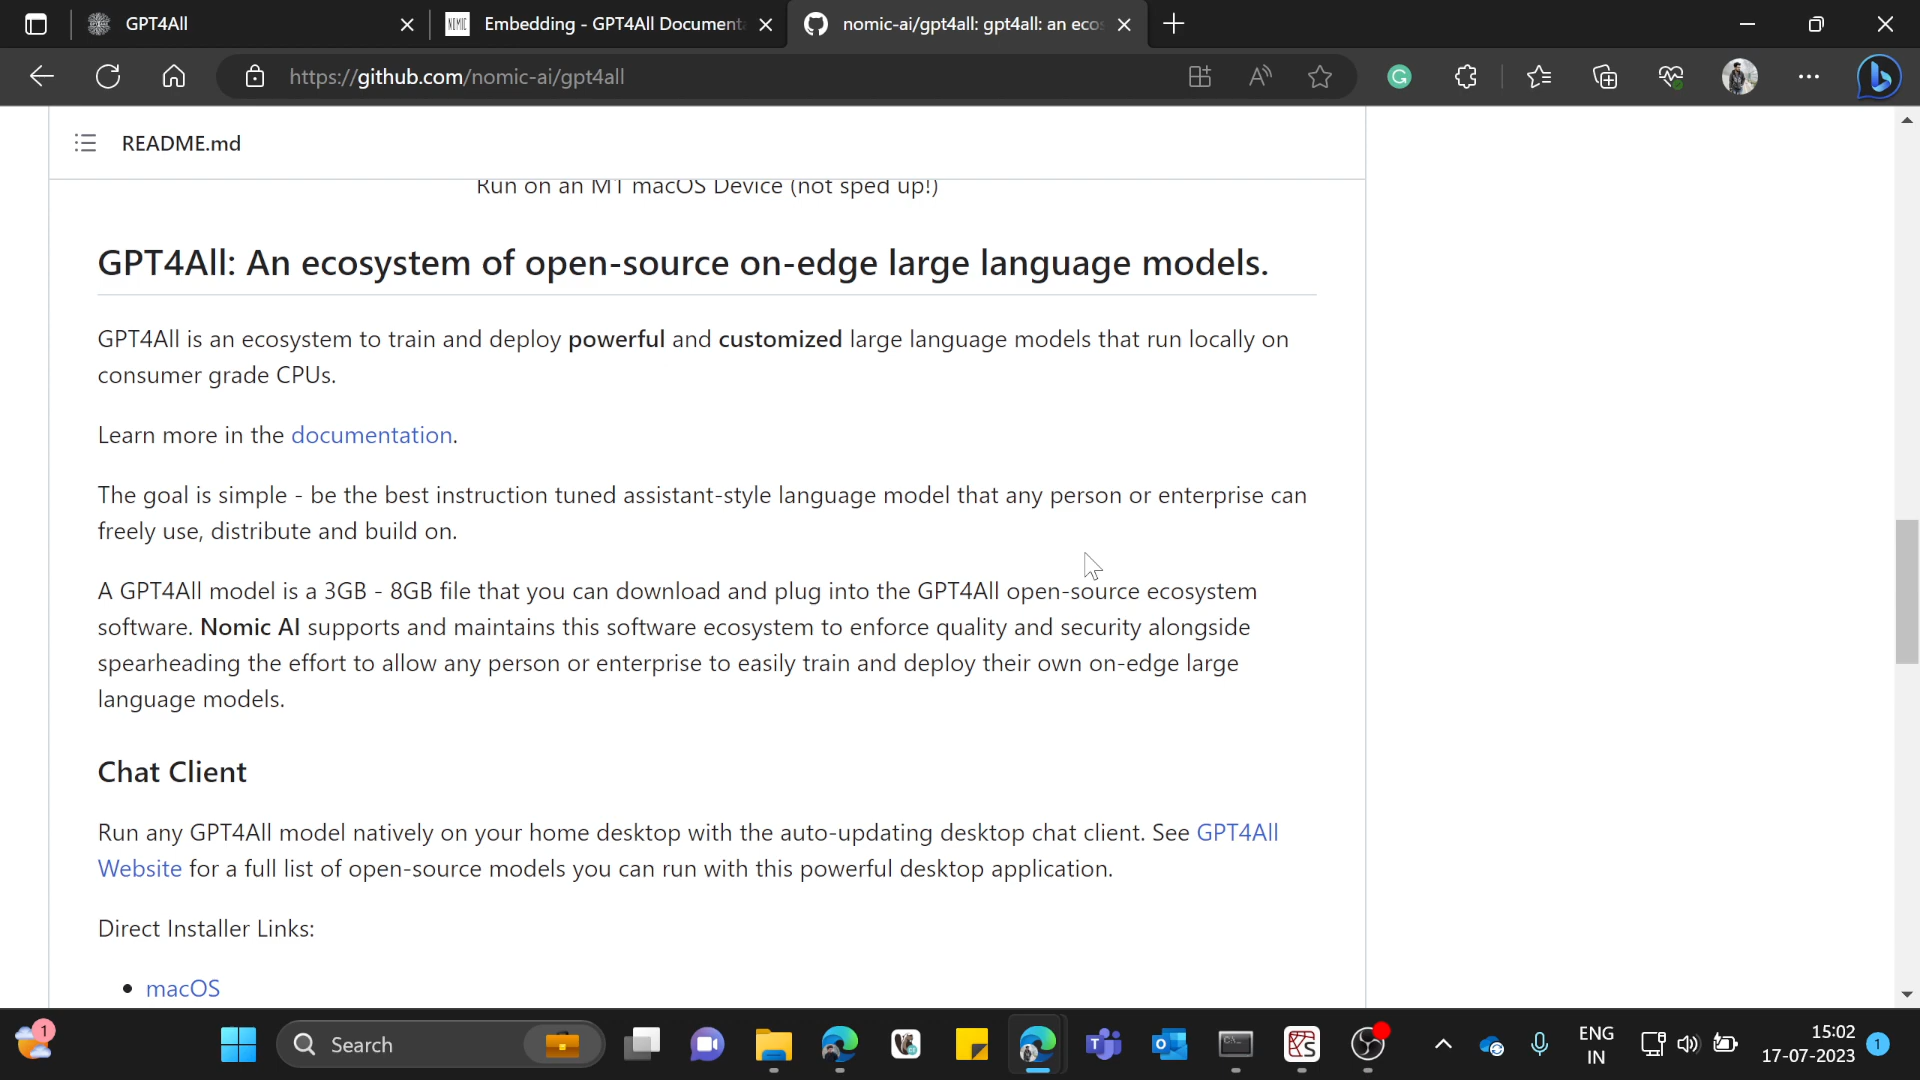 GPT4All
NOMIC
Embedding - GPT4All Document
nomic-ai/gpt4all: gpt4all: an eco
https://github.com/nomic-ai/gpt4all
README.md
Run on an M1 macOS Device (not sped up!)
GPT4All: An ecosystem of open-source on-edge large language models.
GPT4All is an ecosystem to train and deploy powerful and customized large language models that run locally on
consumer grade CPUs.
Learn more in the documentation.
The goal is simple - be the best instruction tuned assistant-style language model that any person or enterprise can
freely use, distribute and build on.
A GPT4All model is a 3GB - 8GB file that you can download and plug into the GPT4All open-source ecosystem
software. Nomic AI supports and maintains this software ecosystem to enforce quality and security alongside
spearheading the effort to allow any person or enterprise to easily train and deploy their own on-edge large
language models.
Chat Client
Run any GPT4All model natively on your home desktop with the auto-updating desktop chat client. See GPT4All
Website for a full list of open-source models you can run with this powerful desktop application.
Direct Installer Links:
• macOS
1
Search
ENG
IN
15:02
17-07-2023
1